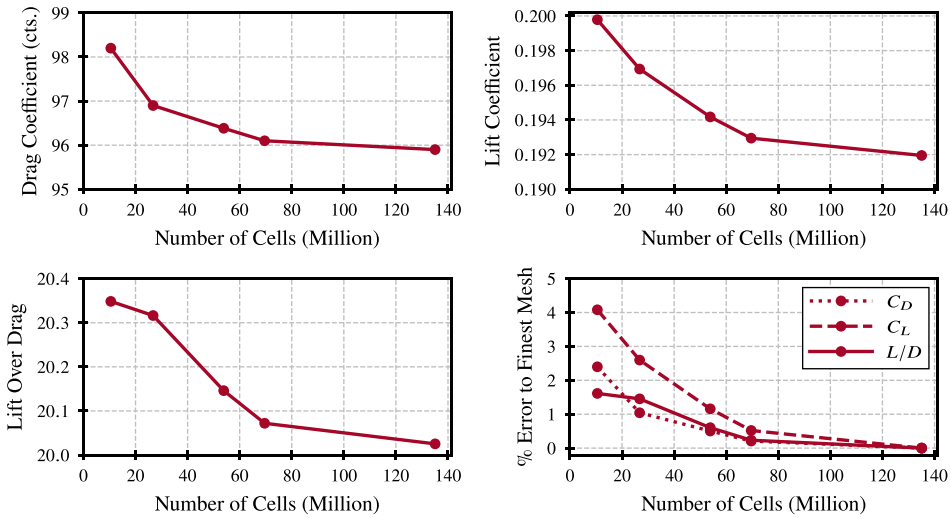 Drag Coefficient (cts.)
99
98
97
96
95
0 20 40 60 80 100 120 140
Number of Cells (Million)
Lift Coefficient
0.200
0.198
0.196
0.194
0.192
0.190
0 20 40 60 80 100 120 140
Number of Cells (Million)
Lift Over Drag
20.4
20.3
20.2
20.1
20.0
0 20 40 60 80 100 120 140
Number of Cells (Million)
% Error to Finest Mesh
5
4
3
2
1
0
C_D
C_L
L/D
0 20 40 60 80 100 120 140
Number of Cells (Million)